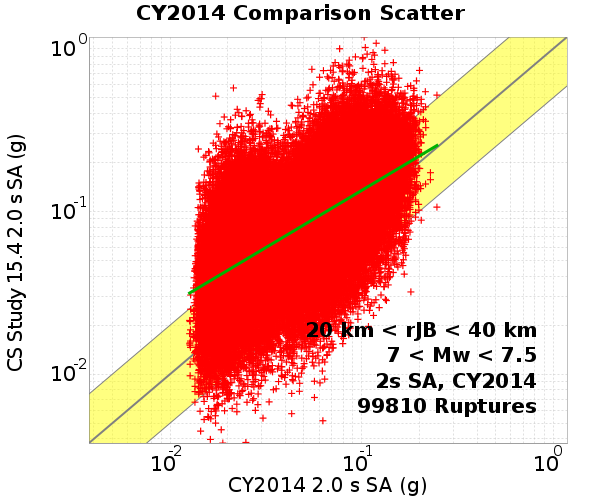 CY2014 Comparison Scatter
CS Study 15.4 2.0 s SA (g)
10^0
10^-1
10^-2
20 km < rJB < 40 km
7 < Mw < 7.5
2s SA, CY2014
99810 Ruptures
10^-2 10^-1 10^0
CY2014 2.0 s SA (g)